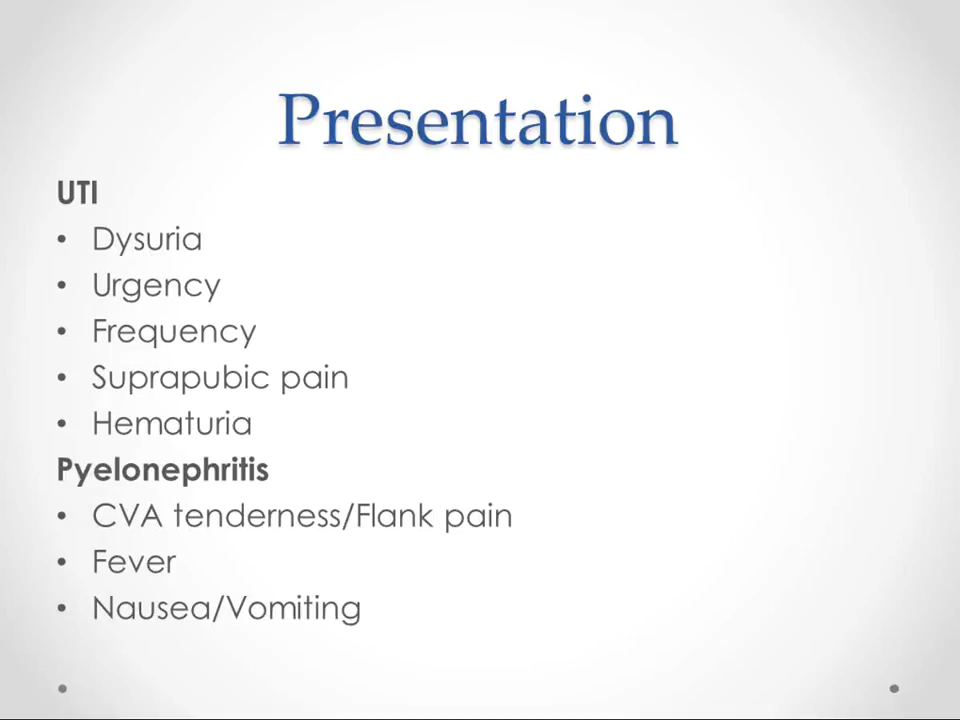 Presentation
UTI
• Dysuria
• Urgency
• Frequency
• Suprapubic pain
• Hematuria
Pyelonephritis
• CVA tenderness/Flank pain
• Fever
• Nausea/Vomiting